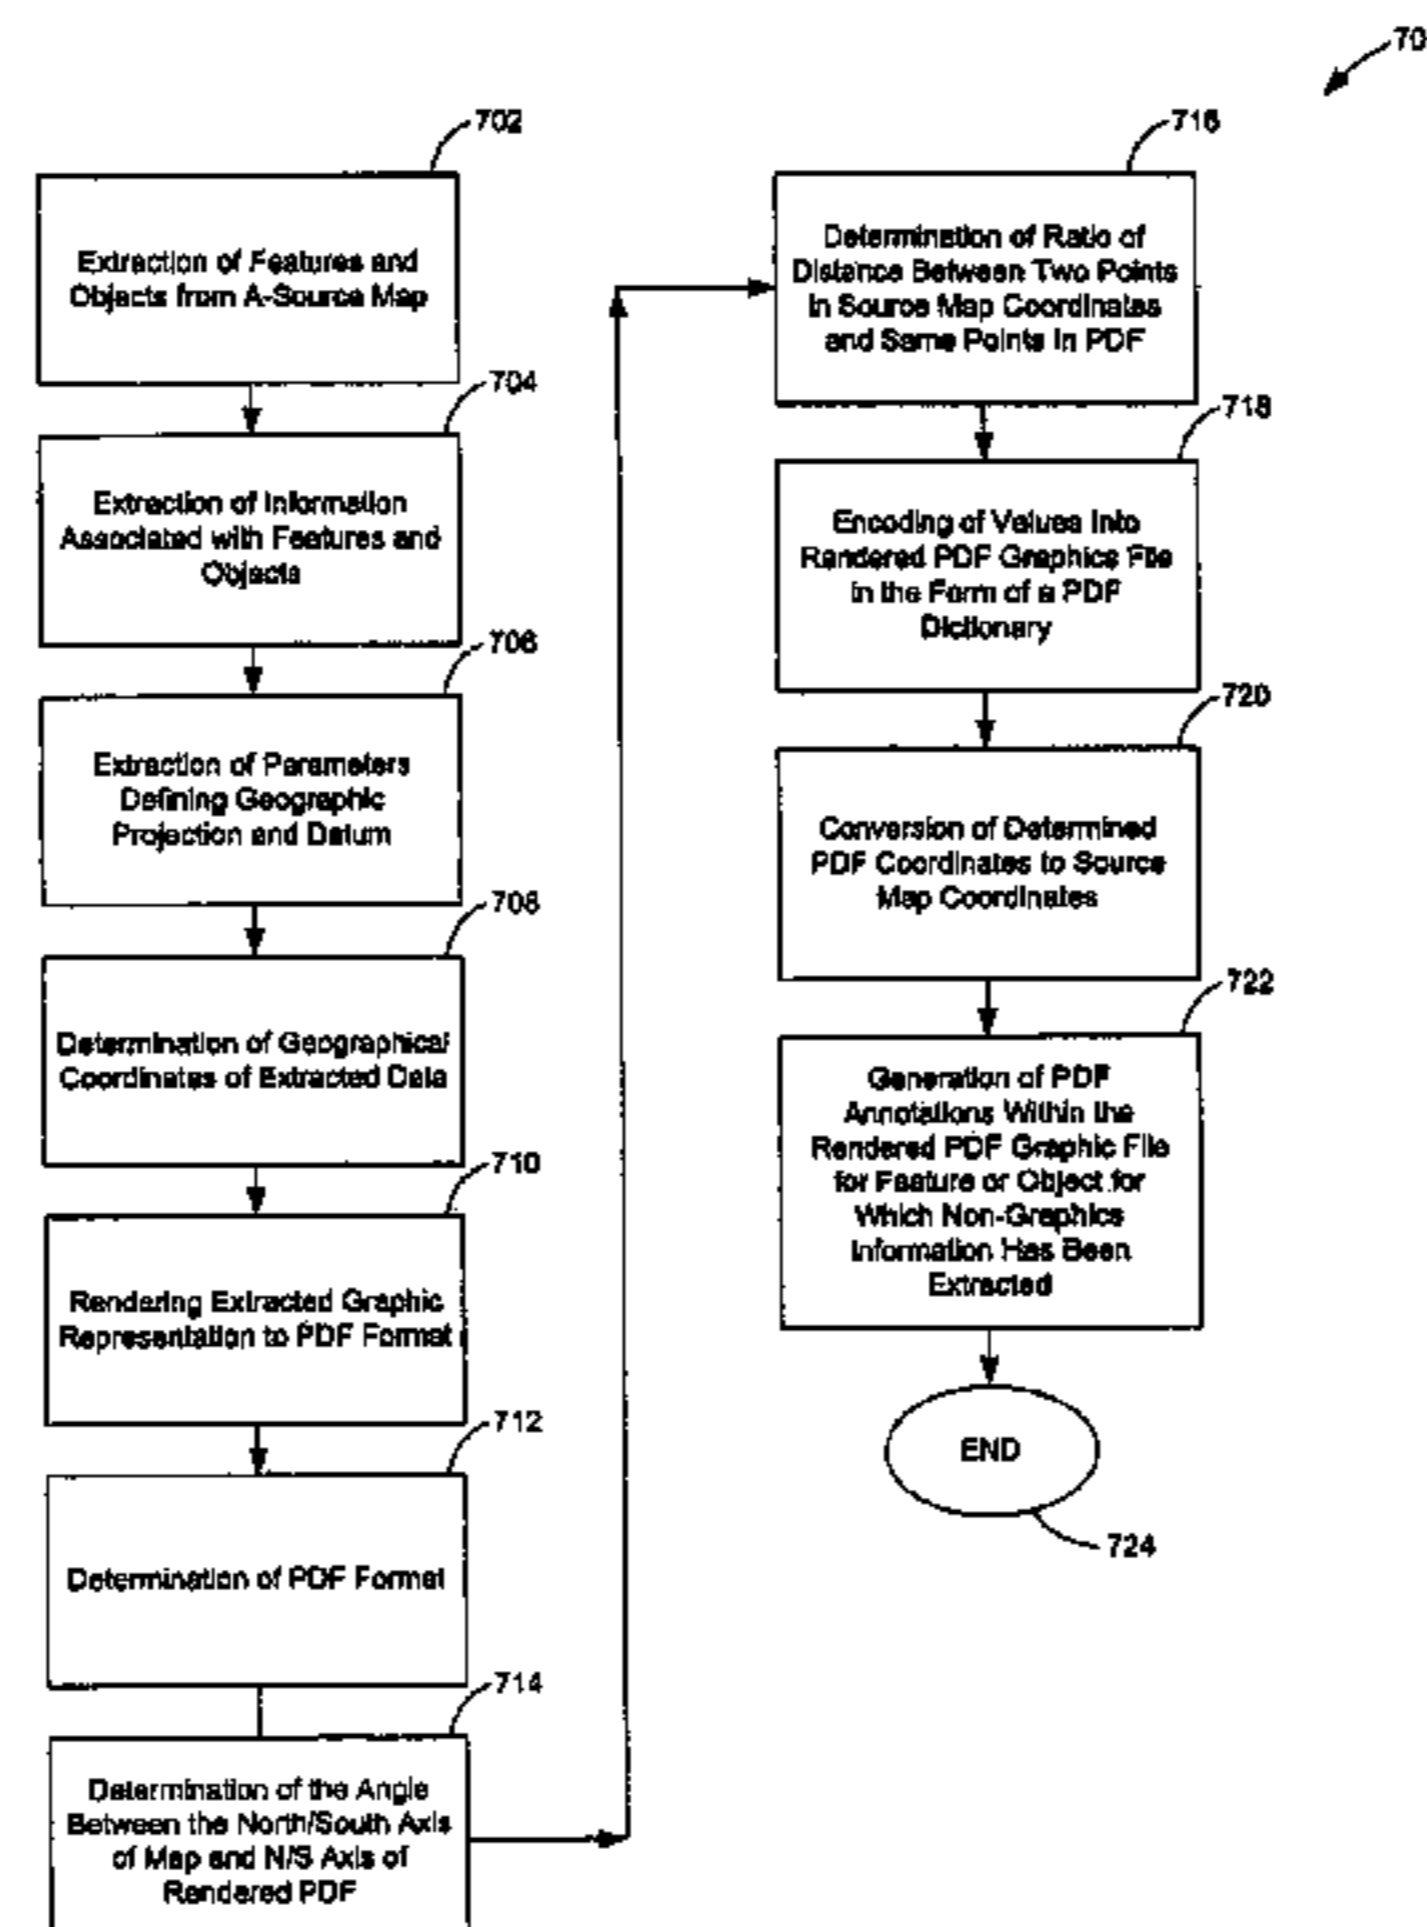 70
702
Extraction of Features and
Objects from A-Source Map
704
Extraction of Information
Associated with Features and
Objects
706
Extraction of Parameters
Defining Geographic
Projection and Datum
708
Determination of Geographical
Coordinates of Extracted Data
710
Rendering Extracted Graphic
Representation to PDF Format
712
Determination of PDF Format
714
Determination of the Angle
Between the North/South Axis
of Map and N/S Axis of
Rendered PDF
716
Determination of Ratio of
Distance Between Two Points
in Source Map Coordinates
and Same Points in PDF
718
Encoding of Values Into
Rendered PDF Graphics File
in the Form of a PDF
Dictionary
720
Conversion of Determined
PDF Coordinates to Source
Map Coordinates
722
Generation of PDF
Annotations Within the
Rendered PDF Graphic File
for Feature or Object for
Which Non-Graphics
Information Has Been
Extracted
END
724